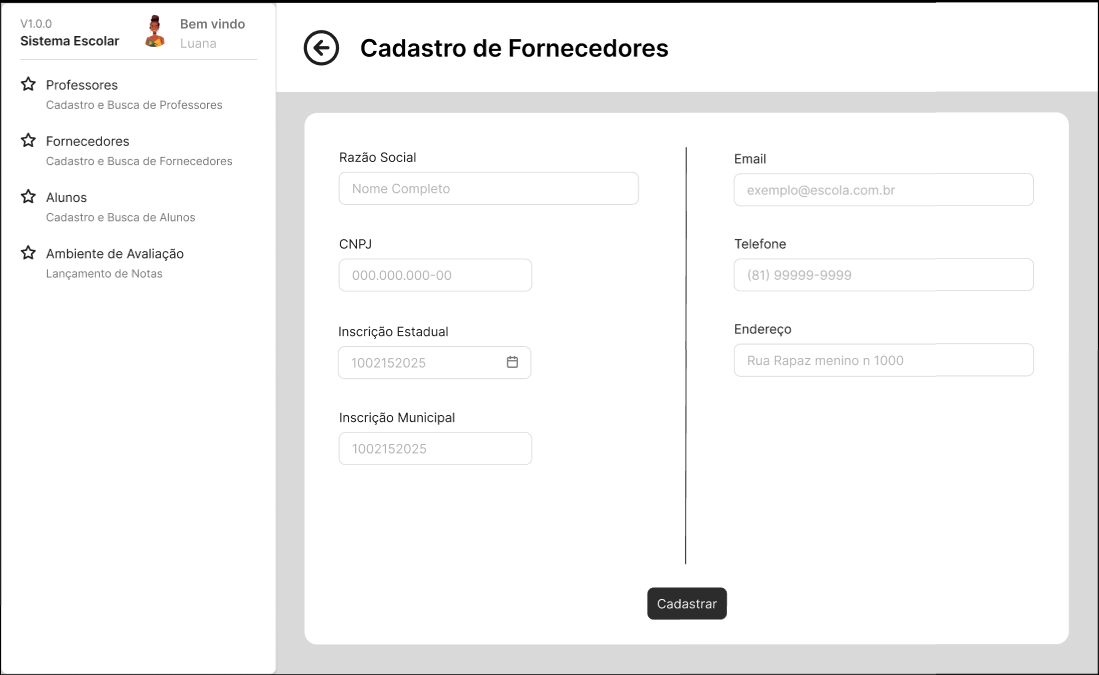 V1.0.0
Sistema Escolar
Bem vindo
Luana
Professores
Cadastro e Busca de Professores
Fornecedores
Cadastro e Busca de Fornecedores
Alunos
Cadastro e Busca de Alunos
Ambiente de Avaliação
Lançamento de Notas
Cadastro de Fornecedores
Razão Social
Nome Completo
CNPJ
000.000.000-00
Inscrição Estadual
1002152025
Inscrição Municipal
1002152025
Email
exemplo@escola.com.br
Telefone
(81) 99999-9999
Endereço
Rua Rapaz menino n 1000
Cadastrar